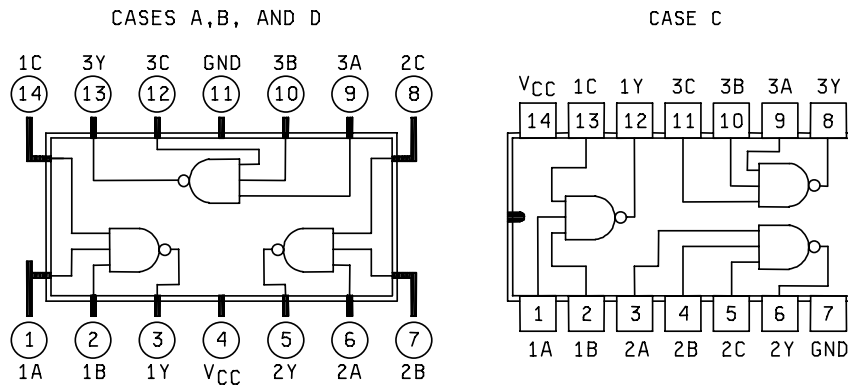 CASES A,B, AND D
1C 3Y 3C GND 3B 3A 2C
14 13 12 11 10 9 8
1 2 3 4 5 6 7
1A 1B 1Y VCC 2Y 2A 2B
CASE C
VCC 1C 1Y 3C 3B 3A 3Y
14 13 12 11 10 9 8
1 2 3 4 5 6 7
1A 1B 2A 2B 2C 2Y GND